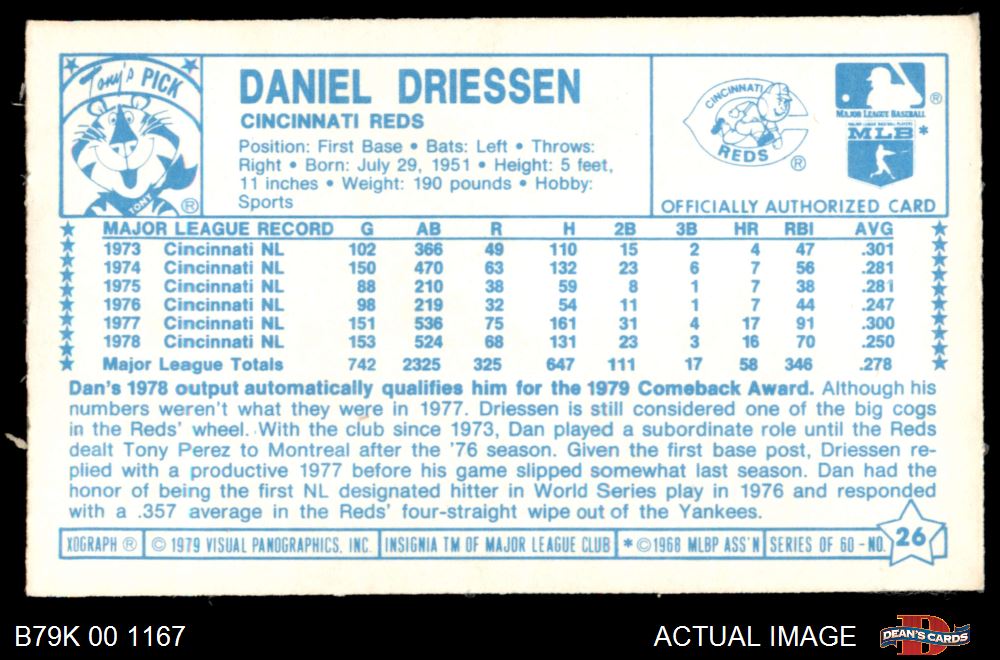 Tony's PICK
TONY
®
DANIEL DRIESSEN
CINCINNATI REDS
Position: First Base • Bats: Left • Throws:
Right • Born: July 29, 1951 • Height: 5 feet,
11 inches • Weight: 190 pounds • Hobby:
Sports
CINCINNATI
REDS
®
®
MAJOR LEAGUE BASEBALL
MAJOR LEAGUE BASEBALL PLAYERS
MLB *
OFFICIALLY AUTHORIZED CARD
MAJOR LEAGUE RECORD G AB R H 2B 3B HR RBI AVG
1973 Cincinnati NL 102 366 49 110 15 2 4 47 .301
1974 Cincinnati NL 150 470 63 132 23 6 7 56 .281
1975 Cincinnati NL 88 210 38 59 8 1 7 38 .281
1976 Cincinnati NL 98 219 32 54 11 1 7 44 .247
1977 Cincinnati NL 151 536 75 161 31 4 17 91 .300
1978 Cincinnati NL 153 524 68 131 23 3 16 70 .250
Major League Totals 742 2325 325 647 111 17 58 346 .278
Dan's 1978 output automatically qualifies him for the 1979 Comeback Award. Although his
numbers weren't what they were in 1977. Driessen is still considered one of the big cogs
in the Reds' wheel. With the club since 1973, Dan played a subordinate role until the Reds
dealt Tony Perez to Montreal after the '76 season. Given the first base post, Driessen re-
plied with a productive 1977 before his game slipped somewhat last season. Dan had the
honor of being the first NL designated hitter in World Series play in 1976 and responded
with a .357 average in the Reds' four-straight wipe out of the Yankees.
XOGRAPH ® © 1979 VISUAL PANOGRAPHICS, INC. INSIGNIA TM OF MAJOR LEAGUE CLUB * © 1968 MLBP ASS'N SERIES OF 60 - NO. 26
B79K 00 1167
ACTUAL IMAGE
D
DEAN'S CARDS